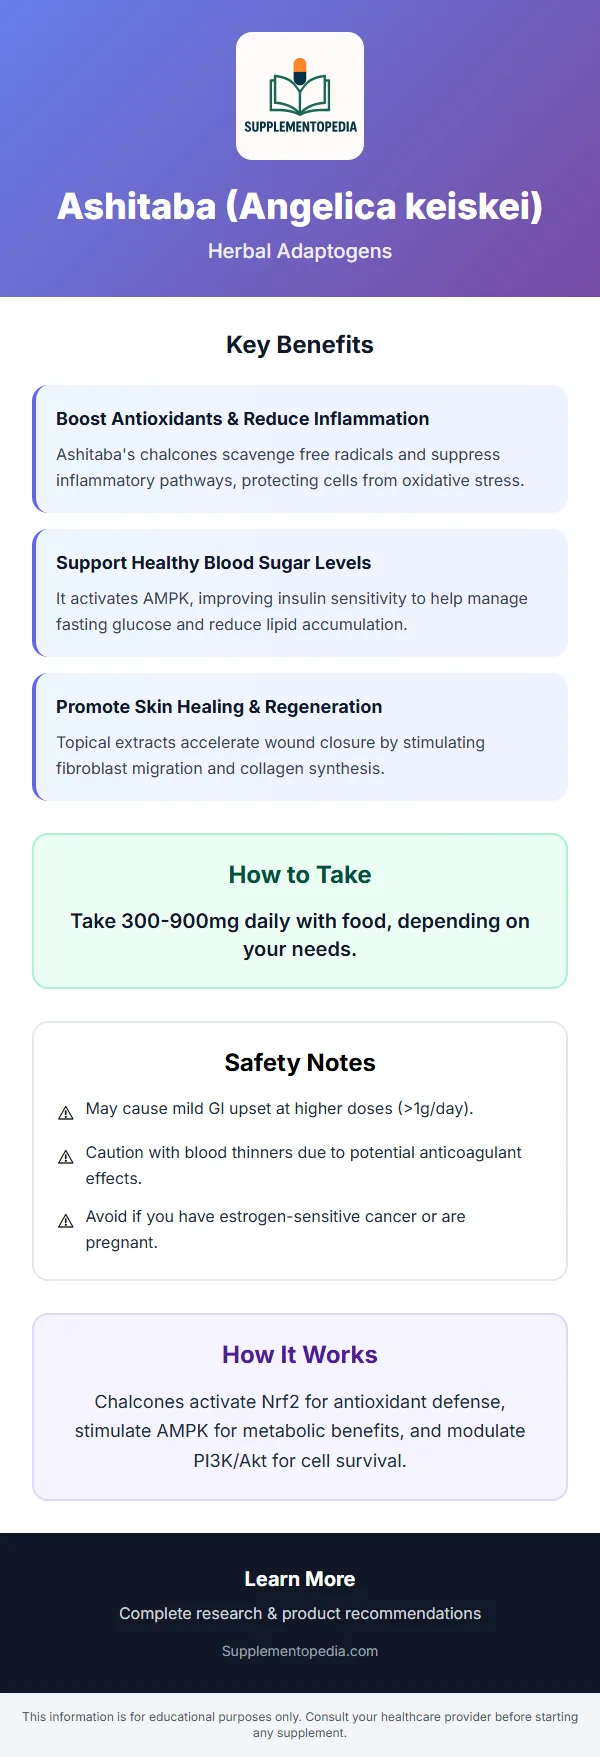 SUPPLEMENTOPEDIA
Ashitaba (Angelica keiskei)
Herbal Adaptogens
Key Benefits
Boost Antioxidants & Reduce Inflammation
Ashitaba's chalcones scavenge free radicals and suppress
inflammatory pathways, protecting cells from oxidative stress.
Support Healthy Blood Sugar Levels
It activates AMPK, improving insulin sensitivity to help manage
fasting glucose and reduce lipid accumulation.
Promote Skin Healing & Regeneration
Topical extracts accelerate wound closure by stimulating
fibroblast migration and collagen synthesis.
How to Take
Take 300-900mg daily with food, depending on
your needs.
Safety Notes
⚠ May cause mild GI upset at higher doses (>1g/day).
⚠ Caution with blood thinners due to potential anticoagulant
effects.
⚠ Avoid if you have estrogen-sensitive cancer or are
pregnant.
How It Works
Chalcones activate Nrf2 for antioxidant defense,
stimulate AMPK for metabolic benefits, and modulate
PI3K/Akt for cell survival.
Learn More
Complete research & product recommendations
Supplementopedia.com
This information is for educational purposes only. Consult your healthcare provider before starting
any supplement.